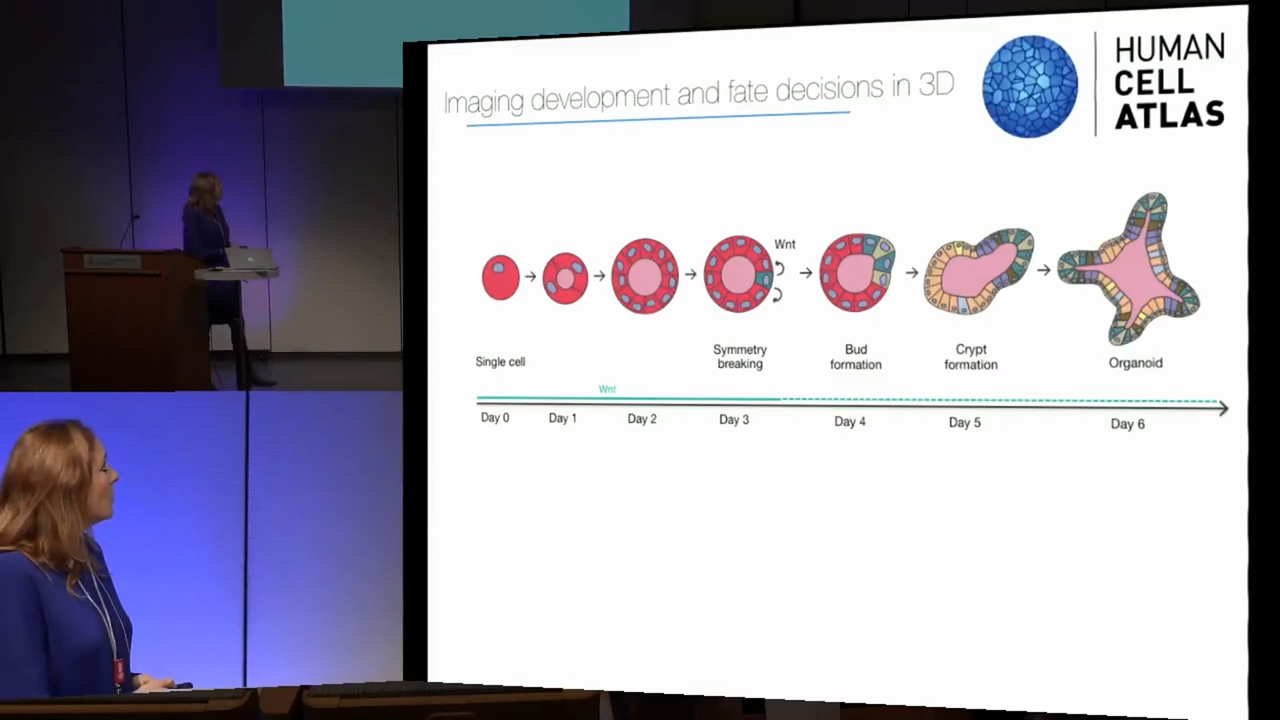 Imaging development and fate decisions in 3D
HUMAN
CELL
ATLAS
Wnt
Single cell
Symmetry
breaking
Bud
formation
Crypt
formation
Organoid
Wnt
Day 0
Day 1
Day 2
Day 3
Day 4
Day 5
Day 6